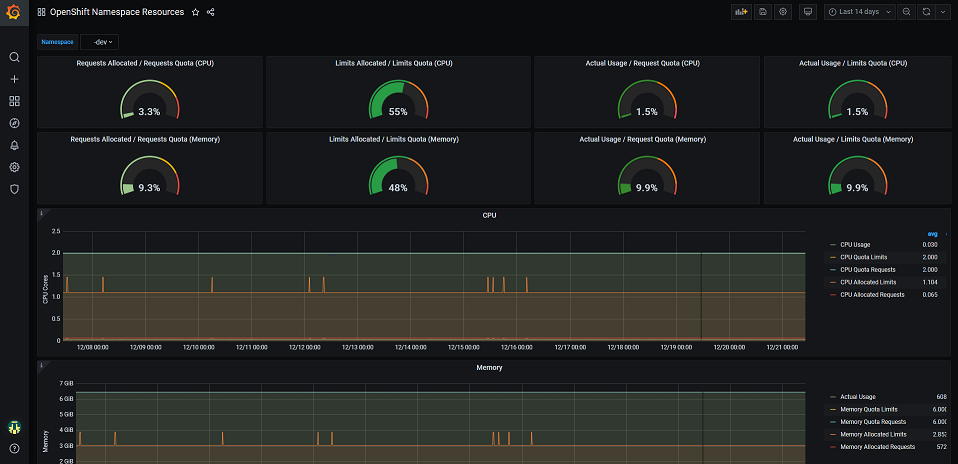 OpenShift Namespace Resources
Last 14 days
Namespace
-dev
Requests Allocated / Requests Quota (CPU)
3.3%
Limits Allocated / Limits Quota (CPU)
55%
Actual Usage / Request Quota (CPU)
1.5%
Actual Usage / Limits Quota (CPU)
1.5%
Requests Allocated / Requests Quota (Memory)
9.3%
Limits Allocated / Limits Quota (Memory)
48%
Actual Usage / Request Quota (Memory)
9.9%
Actual Usage / Limits Quota (Memory)
9.9%
CPU
CPU Cores
2.5
2.0
1.5
1.0
0.5
0
12/08 00:00
12/09 00:00
12/10 00:00
12/11 00:00
12/12 00:00
12/13 00:00
12/14 00:00
12/15 00:00
12/16 00:00
12/17 00:00
12/18 00:00
12/19 00:00
12/20 00:00
12/21 00:00
avg
CPU Usage 0.030
CPU Quota Limits 2.000
CPU Quota Requests 2.000
CPU Allocated Limits 1.104
CPU Allocated Requests 0.065
Memory
Memory
7 GiB
6 GiB
5 GiB
4 GiB
3 GiB
2 GiB
Actual Usage 608
Memory Quota Limits 6.000
Memory Quota Requests 6.000
Memory Allocated Limits 2.852
Memory Allocated Requests 572